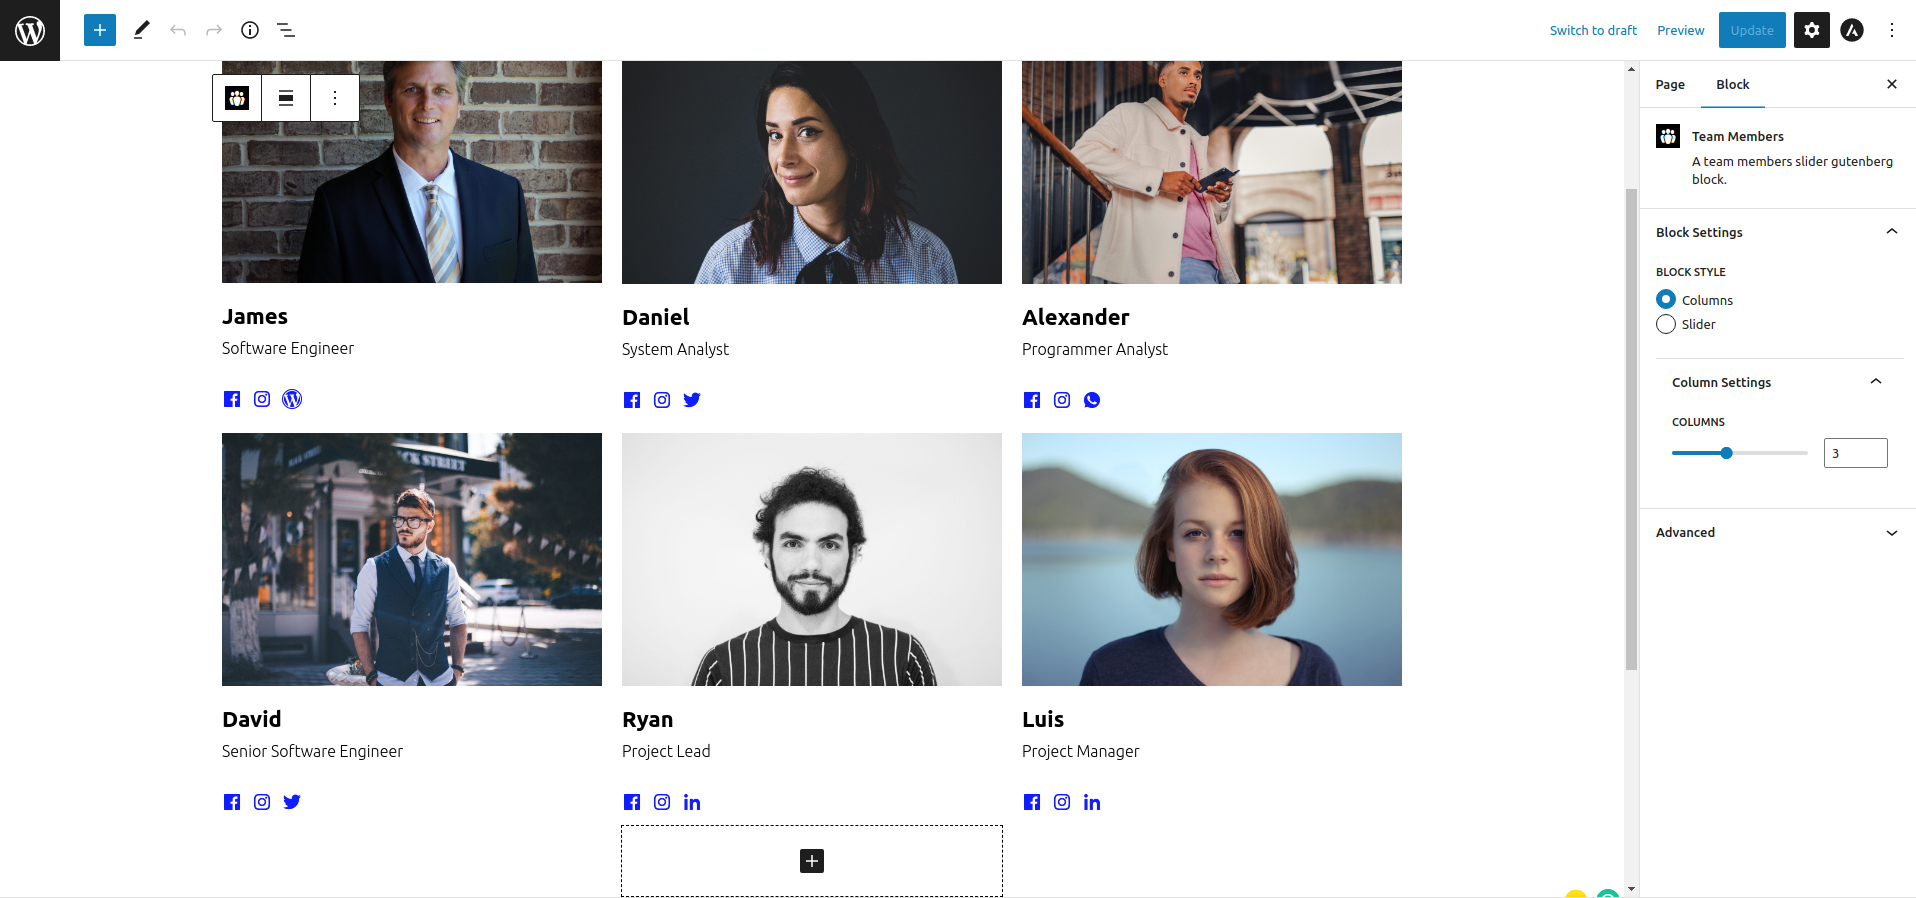 Switch to draft
Preview
Update
Page
Block
Team Members
A team members slider gutenberg
block.
Block Settings
BLOCK STYLE
Columns
Slider
Column Settings
COLUMNS
3
Advanced
James
Software Engineer
Daniel
System Analyst
Alexander
Programmer Analyst
CK STREET
David
Senior Software Engineer
Ryan
Project Lead
Luis
Project Manager